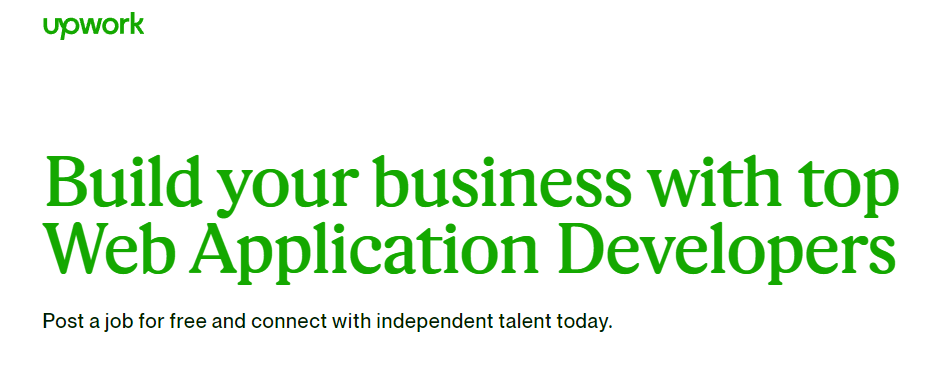 upwork
Build your business with top
Web Application Developers
Post a job for free and connect with independent talent today.